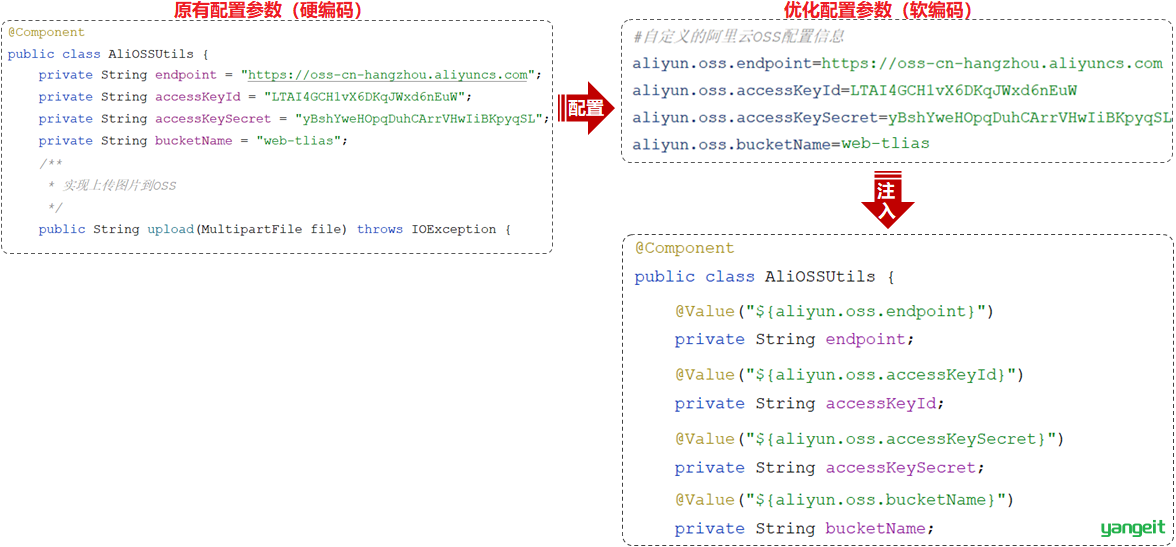 原有配置参数（硬编码）
@Component
public class AliOSSUtils {
private String endpoint = "https://oss-cn-hangzhou.aliyuncs.com";
private String accessKeyId = "LTAI4GCH1vX6DKqJWxd6nEuW";
private String accessKeySecret = "yBshYweHOpqDuhCArrVHwIiBKpyqSL";
private String bucketName = "web-tlias";
/**
* 实现上传图片到oss
*/
public String upload(MultipartFile file) throws IOException {
配置
优化配置参数（软编码）
#自定义的阿里云oss配置信息
aliyun.oss.endpoint=https://oss-cn-hangzhou.aliyuncs.com
aliyun.oss.accessKeyId=LTAI4GCH1vX6DKqJWxd6nEuW
aliyun.oss.accessKeySecret=yBshYweHOpqDuhCArrVHwIiBKpyqSL
aliyun.oss.bucketName=web-tlias
注
入
@Component
public class AliOSSUtils {
@Value("${aliyun.oss.endpoint}")
private String endpoint;
@Value("${aliyun.oss.accessKeyId}")
private String accessKeyId;
@Value("${aliyun.oss.accessKeySecret}")
private String accessKeySecret;
@Value("${aliyun.oss.bucketName}")
private String bucketName;
yangeit